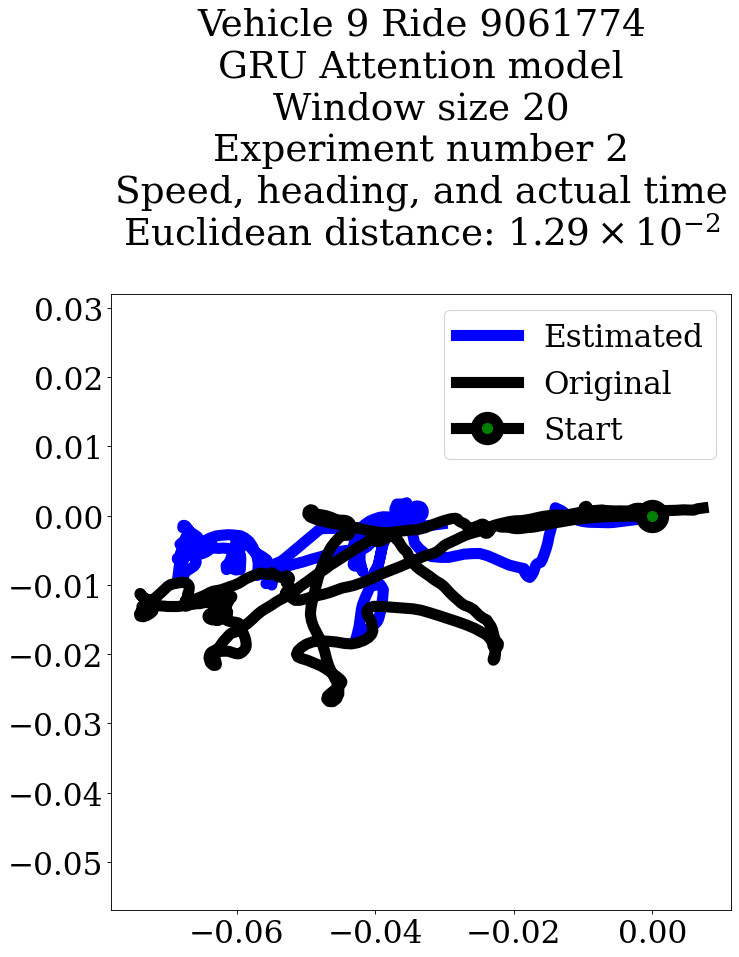 Vehicle 9 Ride 9061774
GRU Attention model
Window size 20
Experiment number 2
Speed, heading, and actual time
Euclidean distance: 1.29 × 10⁻²
Estimated
Original
Start
0.03
0.02
0.01
0.00
−0.01
−0.02
−0.03
−0.04
−0.05
−0.06 −0.04 −0.02 0.00